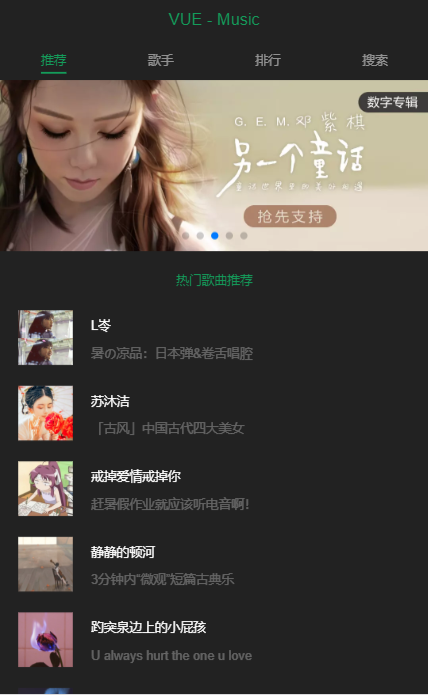 VUE - Music
推荐
歌手
排行
搜索
数字专辑
G. E. M. 邓 紫 棋
另一个童话
抢先支持
热门歌曲推荐
L岺
暑の凉品：日本弹&卷舌唱腔
苏沐洁
「古风」中国古代四大美女
戒掉爱情戒掉你
赶暑假作业就应该听电音啊！
静静的顿河
3分钟内“微观”短篇古典乐
趵突泉边上的小屁孩
U always hurt the one u love